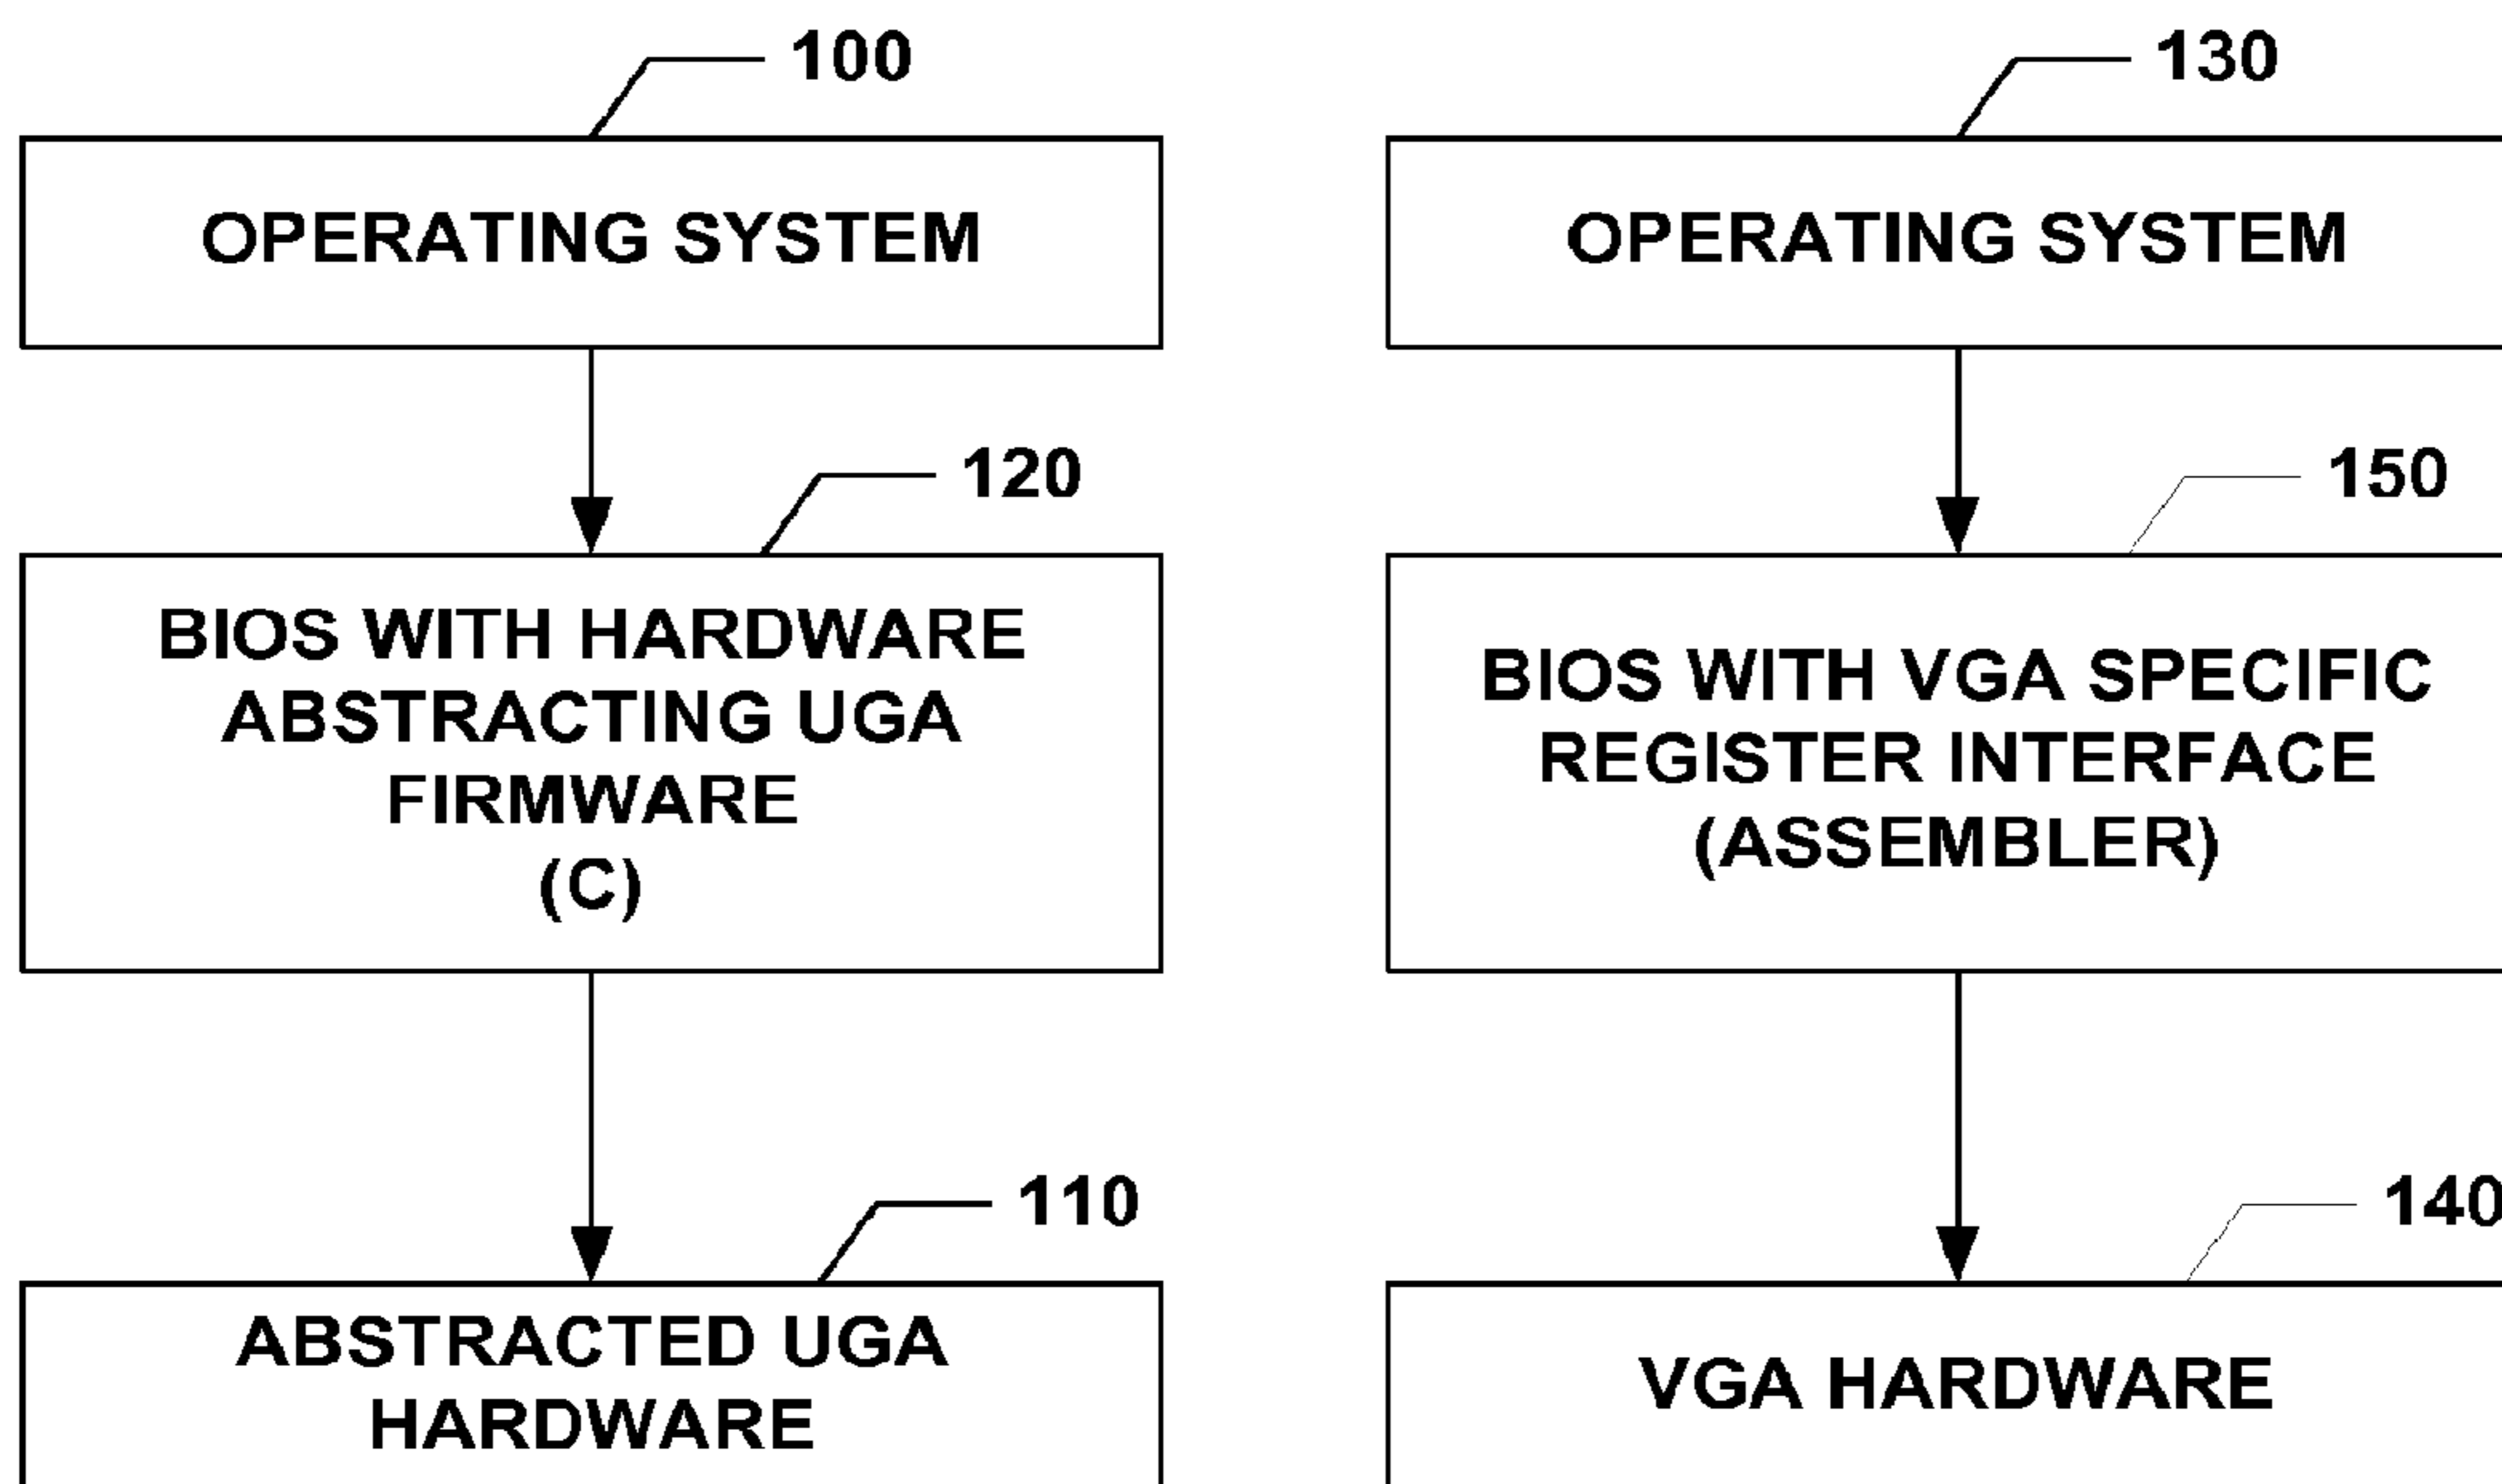 100
OPERATING SYSTEM
120
BIOS WITH HARDWARE
ABSTRACTING UGA
FIRMWARE
(C)
110
ABSTRACTED UGA
HARDWARE
130
OPERATING SYSTEM
150
BIOS WITH VGA SPECIFIC
REGISTER INTERFACE
(ASSEMBLER)
140
VGA HARDWARE